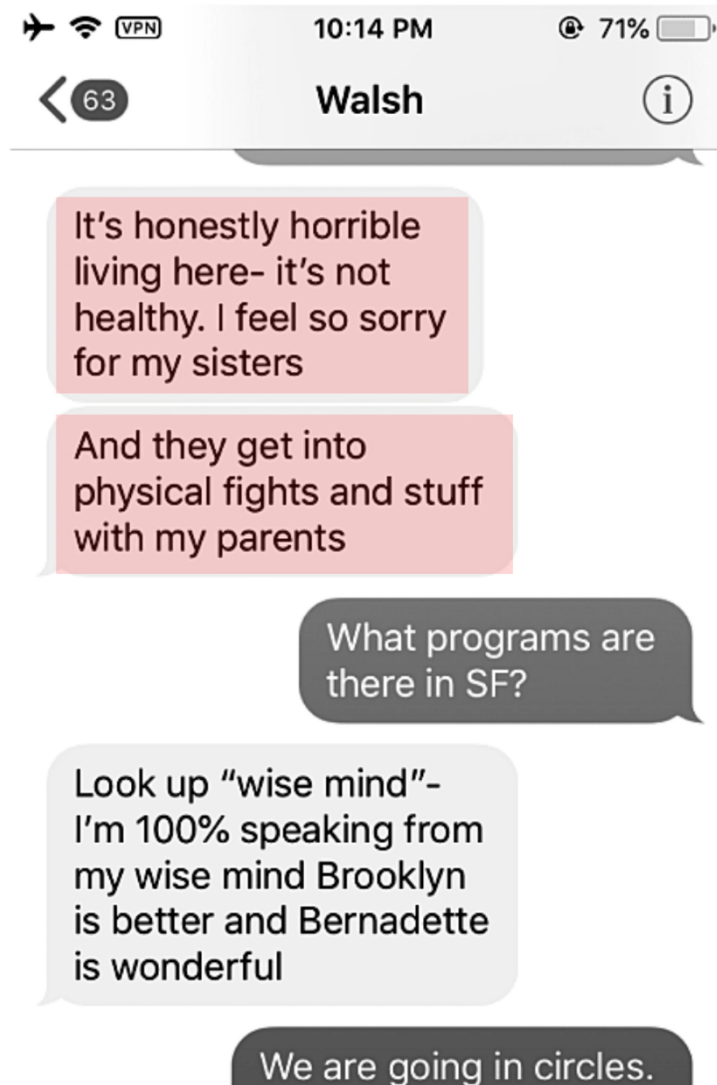 VPN 10:14 PM 71%
63 Walsh i
It’s honestly horrible
living here- it’s not
healthy. I feel so sorry
for my sisters
And they get into
physical fights and stuff
with my parents
What programs are
there in SF?
Look up “wise mind”-
I’m 100% speaking from
my wise mind Brooklyn
is better and Bernadette
is wonderful
We are going in circles.